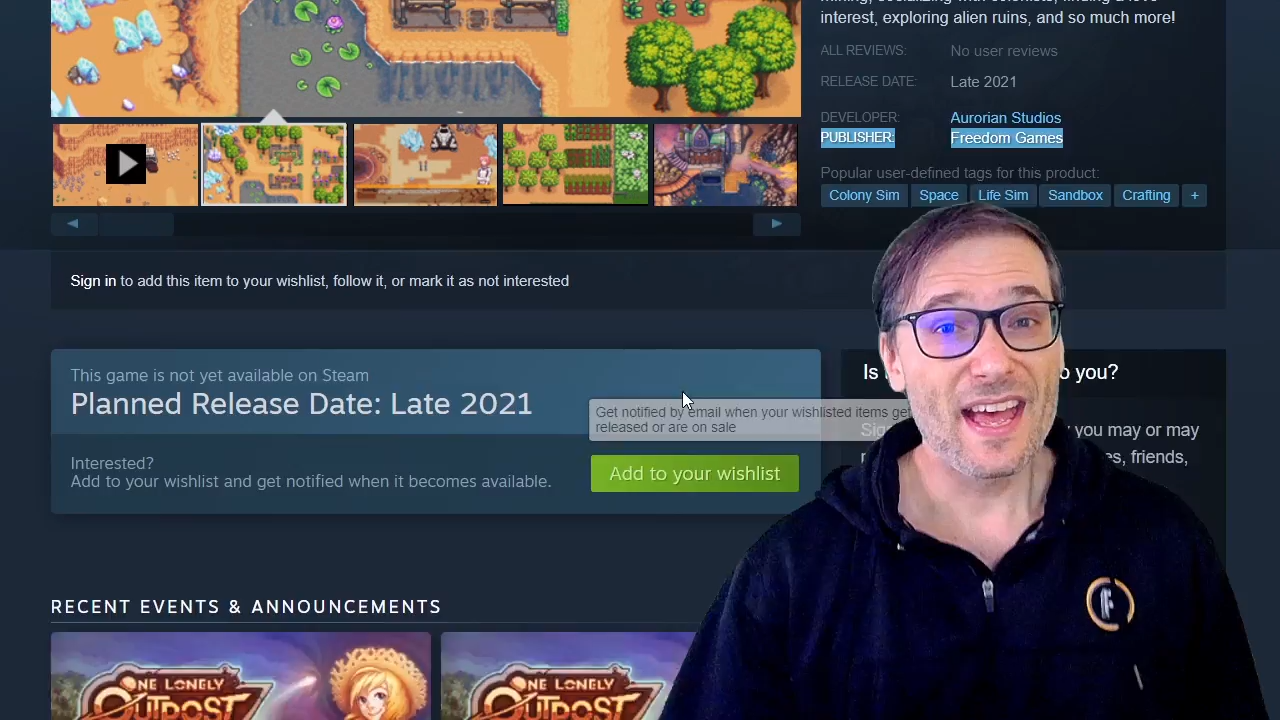 interest, exploring alien ruins, and so much more!
ALL REVIEWS: No user reviews
RELEASE DATE: Late 2021
DEVELOPER: Aurorian Studios
PUBLISHER: Freedom Games
Popular user-defined tags for this product:
Colony Sim Space Life Sim Sandbox Crafting +
Sign in to add this item to your wishlist, follow it, or mark it as not interested
This game is not yet available on Steam
Planned Release Date: Late 2021
Get notified by email when your wishlisted items get
released or are on sale
Interested?
Add to your wishlist and get notified when it becomes available.
Add to your wishlist
Is
you?
you may or may
friends,
RECENT EVENTS & ANNOUNCEMENTS
ONE LONELY
OUTPOST
ONE LONELY
OUTPOST
F